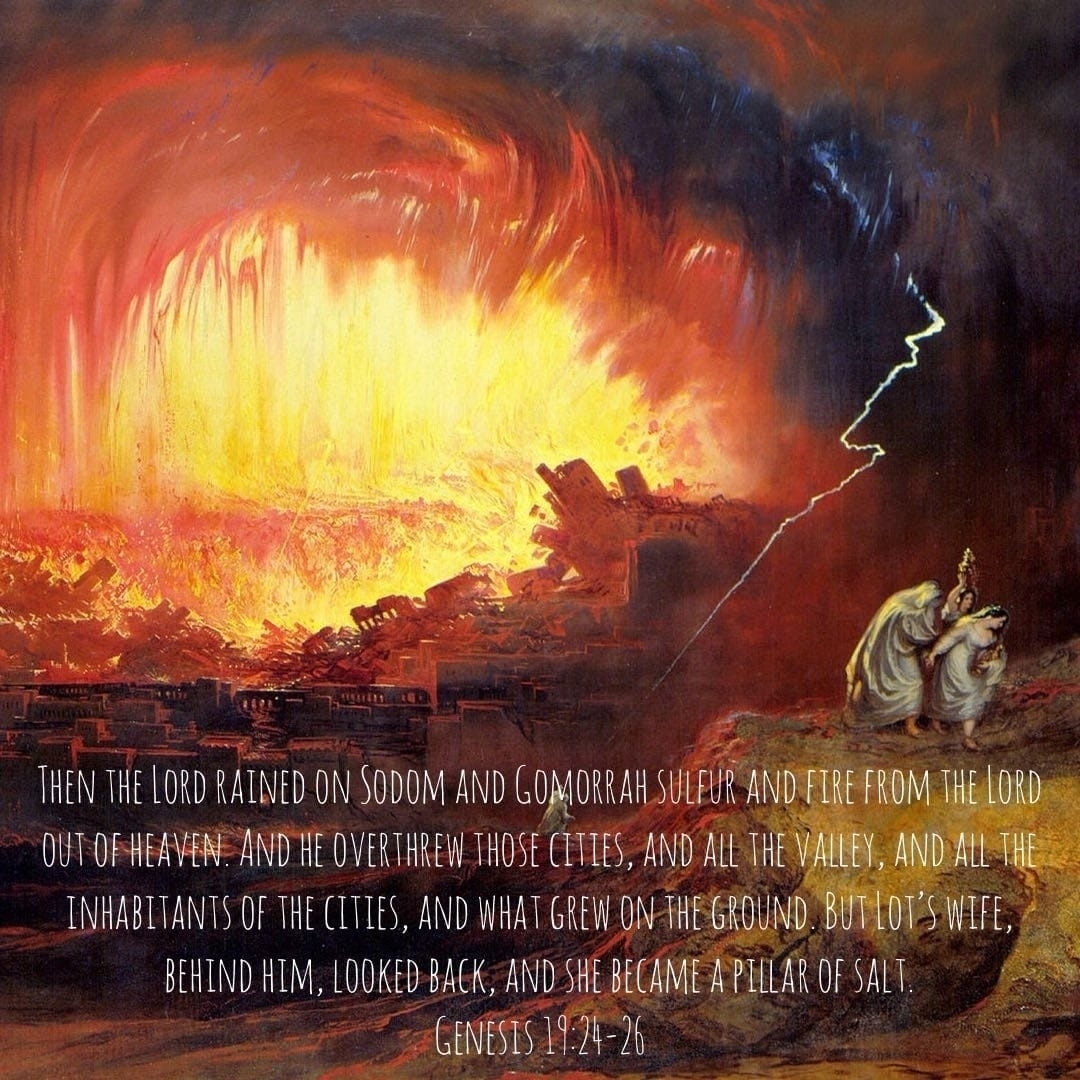 Then the Lord rained on Sodom and Gomorrah sulfur and fire from the Lord
out of heaven. And he overthrew those cities, and all the valley, and all the
inhabitants of the cities, and what grew on the ground. But Lot’s wife,
behind him, looked back, and she became a pillar of salt.
Genesis 19:24-26